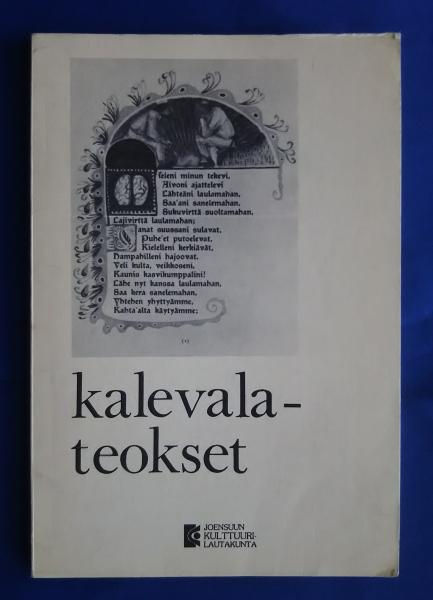 ieleni minun tekevi,
Aivoni ajattelevi
Lähteäni laulamahan,
Saa'ani sanelemahan,
Sukuvirttä suoltamahan,
Lajivirttä laulamahan;
Sanat suussani sulavat,
Puhe'et putoelevat,
Kielelleni kerkiävät,
Hampahilleni hajoovat.
Veli kulta, veikkoseni,
Kaunis kasvikumppalini!
Lähe nyt kanssa laulamahan,
Saa kera sanelemahan,
Yhtehen yhyttyämme,
Kahta'alta käytyämme;
(1)
kalevala-
teokset
JOENSUUN
KULTTUURI-
LAUTAKUNTA